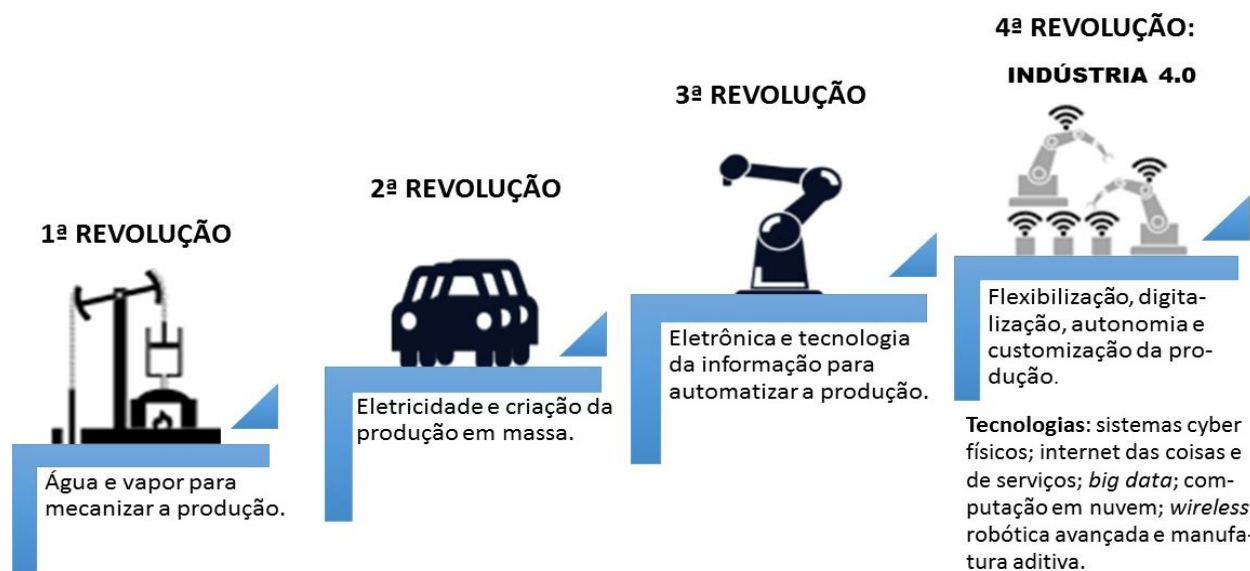 1ª REVOLUÇÃO
Água e vapor para
mecanizar a produção.
2ª REVOLUÇÃO
Eletricidade e criação da
produção em massa.
3ª REVOLUÇÃO
Eletrônica e tecnologia
da informação para
automatizar a produção.
4ª REVOLUÇÃO:
INDÚSTRIA 4.0
Flexibilização, digita-
lização, autonomia e
customização da pro-
dução.
Tecnologias: sistemas cyber
físicos; internet das coisas e
de serviços; big data; com-
putação em nuvem; wireless
robótica avançada e manufa-
tura aditiva.